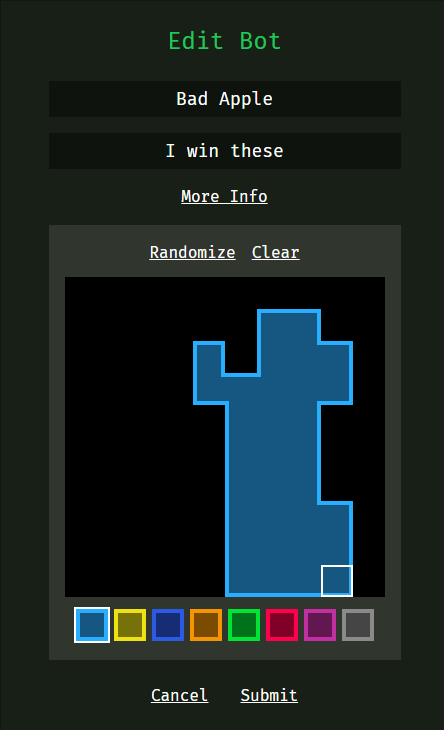 Edit Bot
Bad Apple
I win these
More Info
Randomize Clear
Cancel Submit